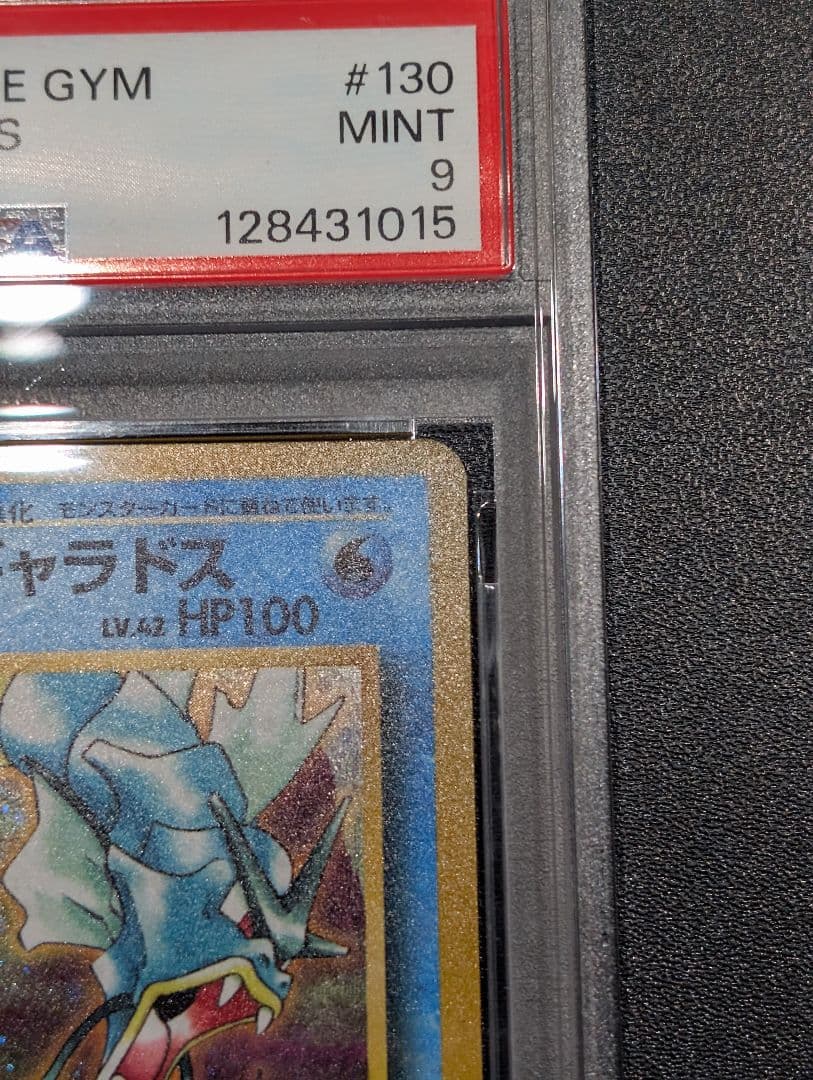 E GYM #130
S MINT
9
128431015
化 モンスターカードに重ねて使います。
ャラドス
LV.42 HP100